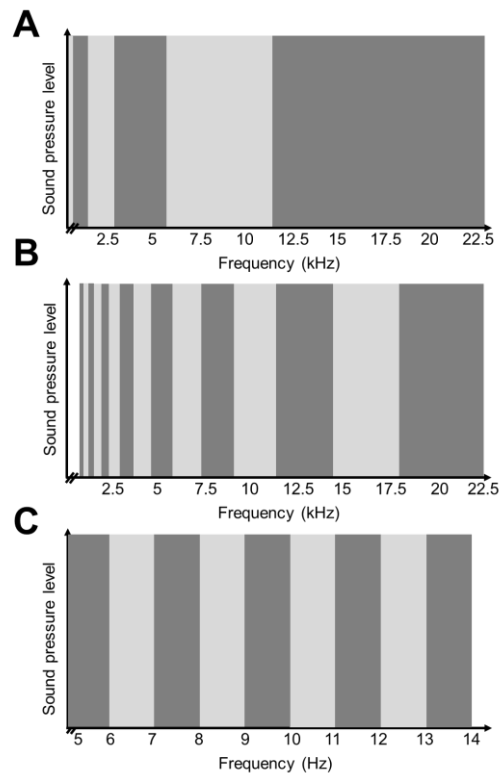 A
Sound pressure level
2.5 5 7.5 10 12.5 15 17.5 20 22.5
Frequency (kHz)
B
Sound pressure level
2.5 5 7.5 10 12.5 15 17.5 20 22.5
Frequency (kHz)
C
Sound pressure level
5 6 7 8 9 10 11 12 13 14
Frequency (Hz)